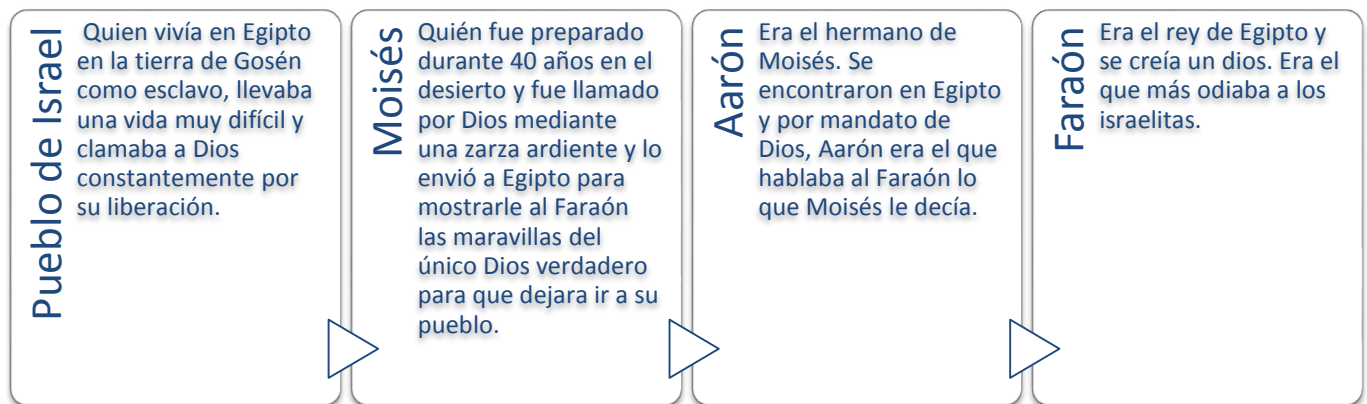 Pueblo de Israel
Quien vivía en Egipto
en la tierra de Gosén
como esclavo, llevaba
una vida muy difícil y
clamaba a Dios
constantemente por
su liberación.
Moisés
Quién fue preparado
durante 40 años en el
desierto y fue llamado
por Dios mediante
una zarza ardiente y lo
envió a Egipto para
mostrarle al Faraón
las maravillas del
único Dios verdadero
para que dejara ir a su
pueblo.
Aarón
Era el hermano de
Moisés. Se
encontraron en Egipto
y por mandato de
Dios, Aarón era el que
hablaba al Faraón lo
que Moisés le decía.
Faraón
Era el rey de Egipto y
se creía un dios. Era el
que más odiaba a los
israelitas.